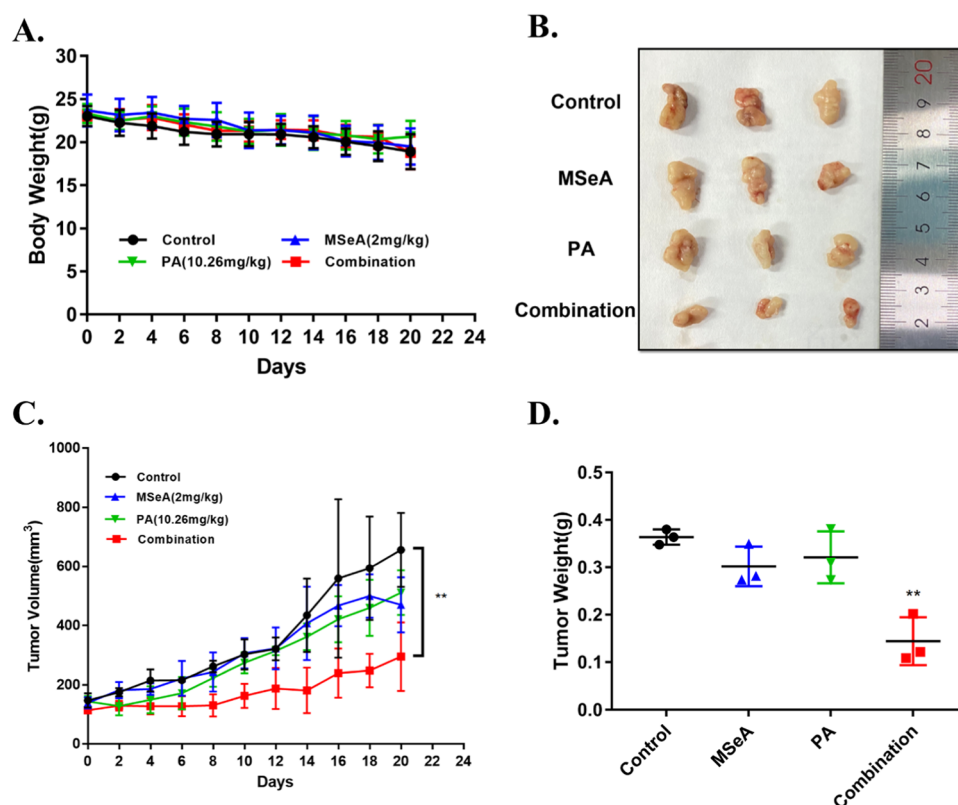 A.
30
25
20
15
10
5
0
Body Weight(g)
Control
MSeA(2mg/kg)
PA(10.26mg/kg)
Combination
0 2 4 6 8 10 12 14 16 18 20 22 24
Days
B.
Control
MSeA
PA
Combination
20
9
8
7
6
5
4
3
2
C.
1000
800
600
400
200
0
Tumor Volume(mm³)
Control
MSeA(2mg/kg)
PA(10.26mg/kg)
Combination
**
0 2 4 6 8 10 12 14 16 18 20 22 24
Days
D.
0.5
0.4
0.3
0.2
0.1
0.0
Tumor Weight(g)
**
Control
MSeA
PA
Combination